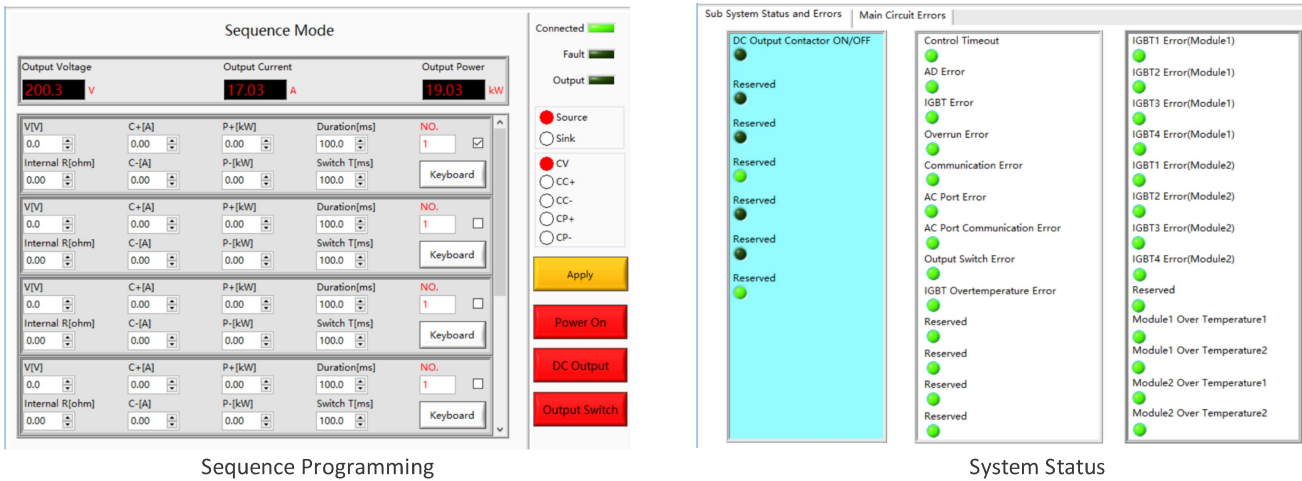 Sequence Mode
Output Voltage Output Current Output Power
200.3 V 17.03 A 19.03 kW
V[V] C+[A] P+[kW] Duration[ms] NO.
0.0 0.00 0.00 100.0 1
Internal R[ohm] C-[A] P-[kW] Switch T[ms]
0.00 0.00 0.00 100.0 Keyboard
V[V] C+[A] P+[kW] Duration[ms] NO.
0.0 0.00 0.00 100.0 1
Internal R[ohm] C-[A] P-[kW] Switch T[ms]
0.00 0.00 0.00 100.0 Keyboard
V[V] C+[A] P+[kW] Duration[ms] NO.
0.0 0.00 0.00 100.0 1
Internal R[ohm] C-[A] P-[kW] Switch T[ms]
0.00 0.00 0.00 100.0 Keyboard
V[V] C+[A] P+[kW] Duration[ms] NO.
0.0 0.00 0.00 100.0 1
Internal R[ohm] C-[A] P-[kW] Switch T[ms]
0.00 0.00 0.00 100.0 Keyboard
Connected
Fault
Output
Source
Sink
CV
CC+
CC-
CP+
CP-
Apply
Power On
DC Output
Output Switch
Sequence Programming
Sub System Status and Errors Main Circuit Errors
DC Output Contactor ON/OFF
Reserved
Reserved
Reserved
Reserved
Reserved
Reserved
Control Timeout
AD Error
IGBT Error
Overrun Error
Communication Error
AC Port Error
AC Port Communication Error
Output Switch Error
IGBT Overtemperature Error
Reserved
Reserved
Reserved
Reserved
IGBT1 Error(Module1)
IGBT2 Error(Module1)
IGBT3 Error(Module1)
IGBT4 Error(Module1)
IGBT1 Error(Module2)
IGBT2 Error(Module2)
IGBT3 Error(Module2)
IGBT4 Error(Module2)
Reserved
Module1 Over Temperature1
Module1 Over Temperature2
Module2 Over Temperature1
Module2 Over Temperature2
System Status